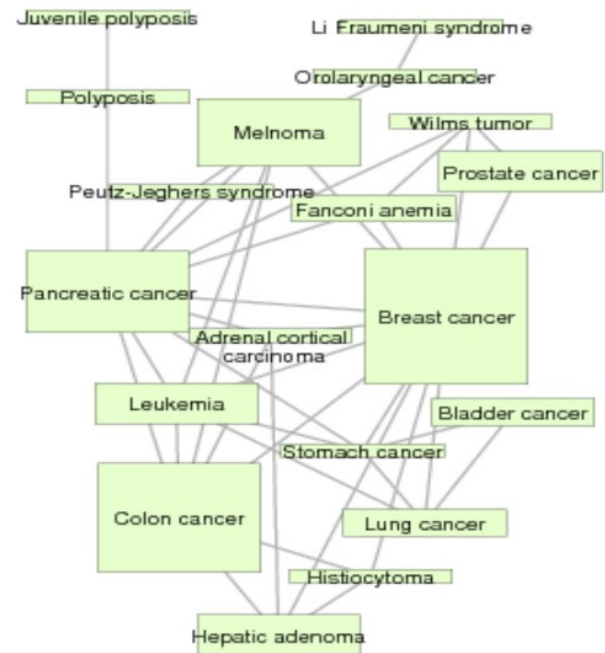 Juvenile polyposis
Li Fraumeni syndrome
Orolaryngeal cancer
Polyposis
Melnoma
Wilms tumor
Prostate cancer
Peutz-Jeghers syndrome
Fanconi anemia
Pancreatic cancer
Breast cancer
Adrenal cortical
carcinoma
Leukemia
Bladder cancer
Stomach cancer
Colon cancer
Lung cancer
Histiocytoma
Hepatic adenoma